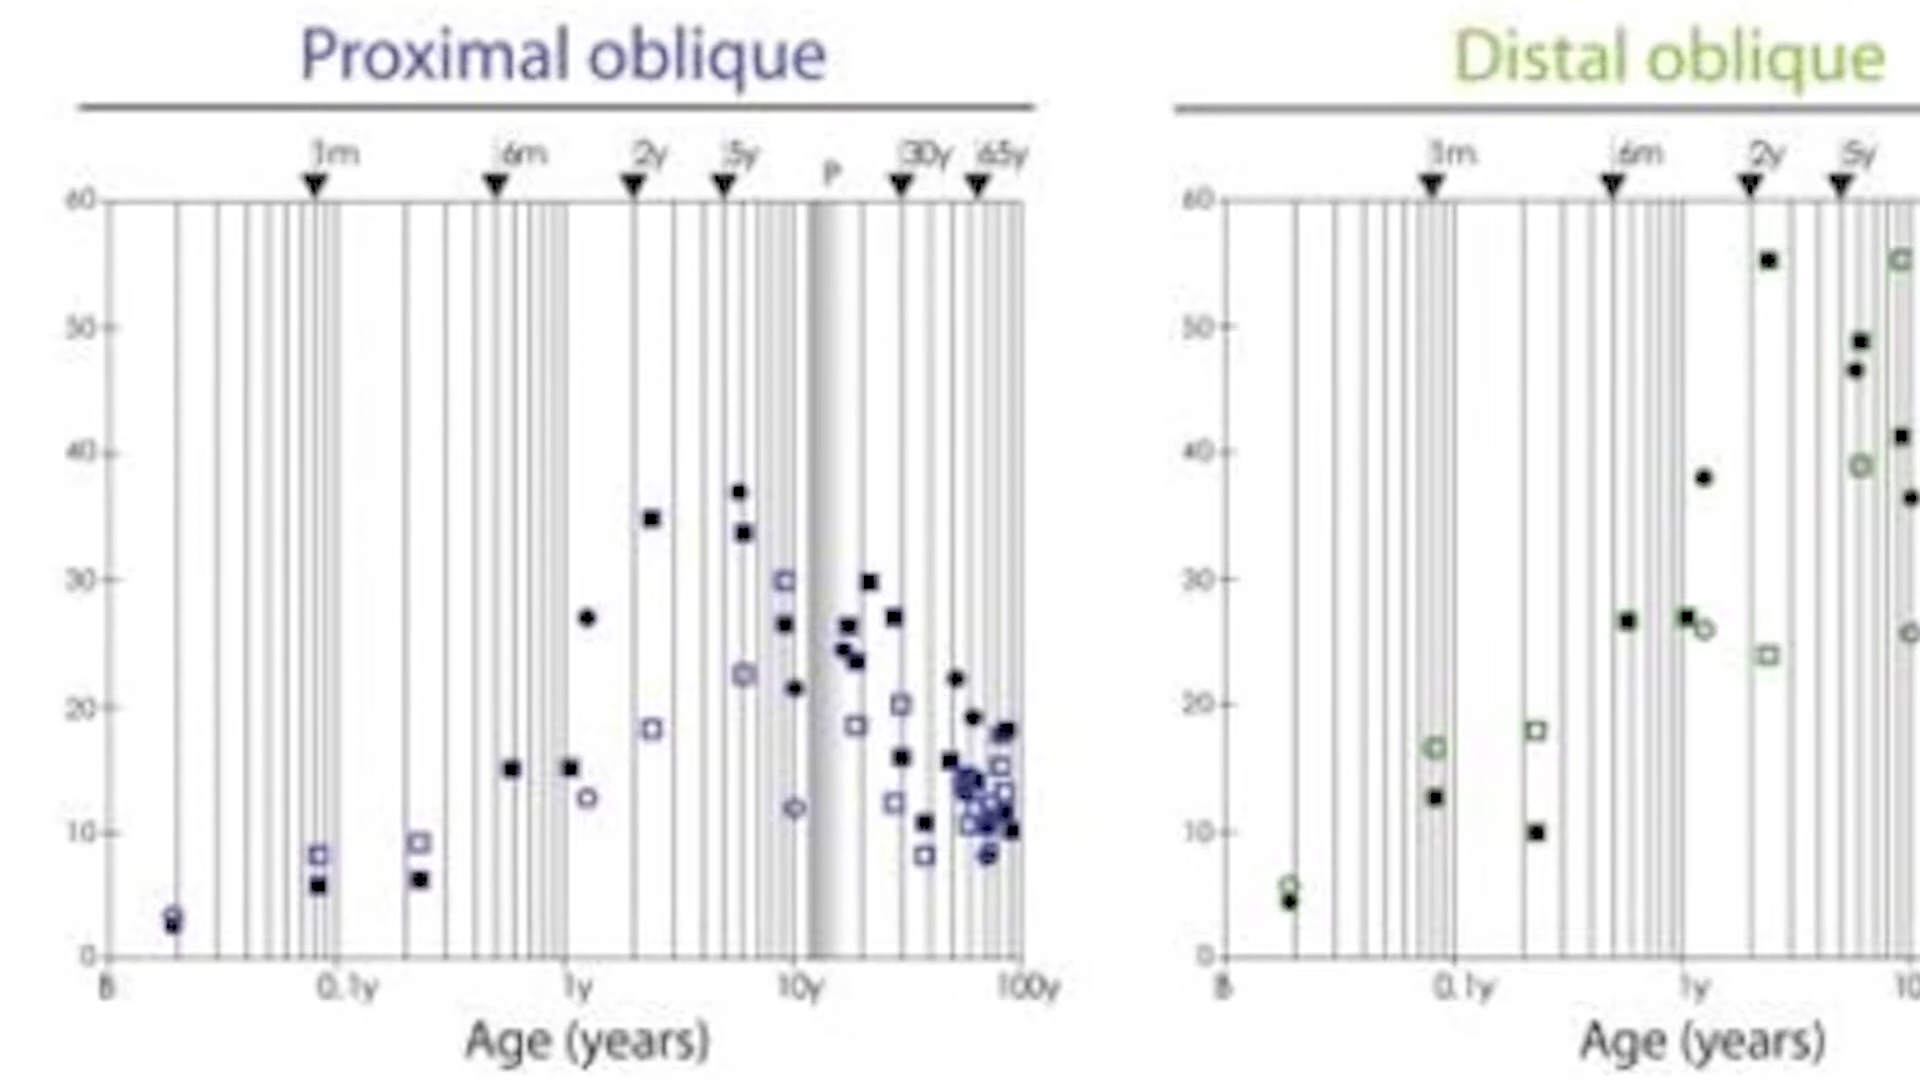 Proximal oblique
Distal oblique
1m 6m 2y 5y P 30y 65y
1m 6m 2y 5y
60
50
40
30
20
10
0
B 0.1y 1y 10y 100y
Age (years)
60
50
40
30
20
10
0
B 0.1y 1y 10
Age (years)